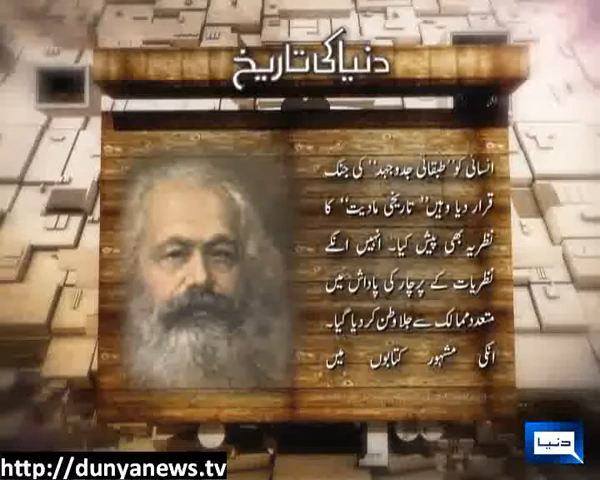 دنیا کی تاریخ
انسانی کو "طبقاتی جدوجہد" کی جنگ
قرار دیا وہیں "تاریخی مادیت" کا
نظریہ بھی پیش کیا۔ انہیں انکے
نظریات کے پرچار کی پاداش میں
متعدد ممالک سے جلاوطن کر دیا گیا۔
انکی مشہور کتابوں میں
دنیا
http://dunyanews.tv